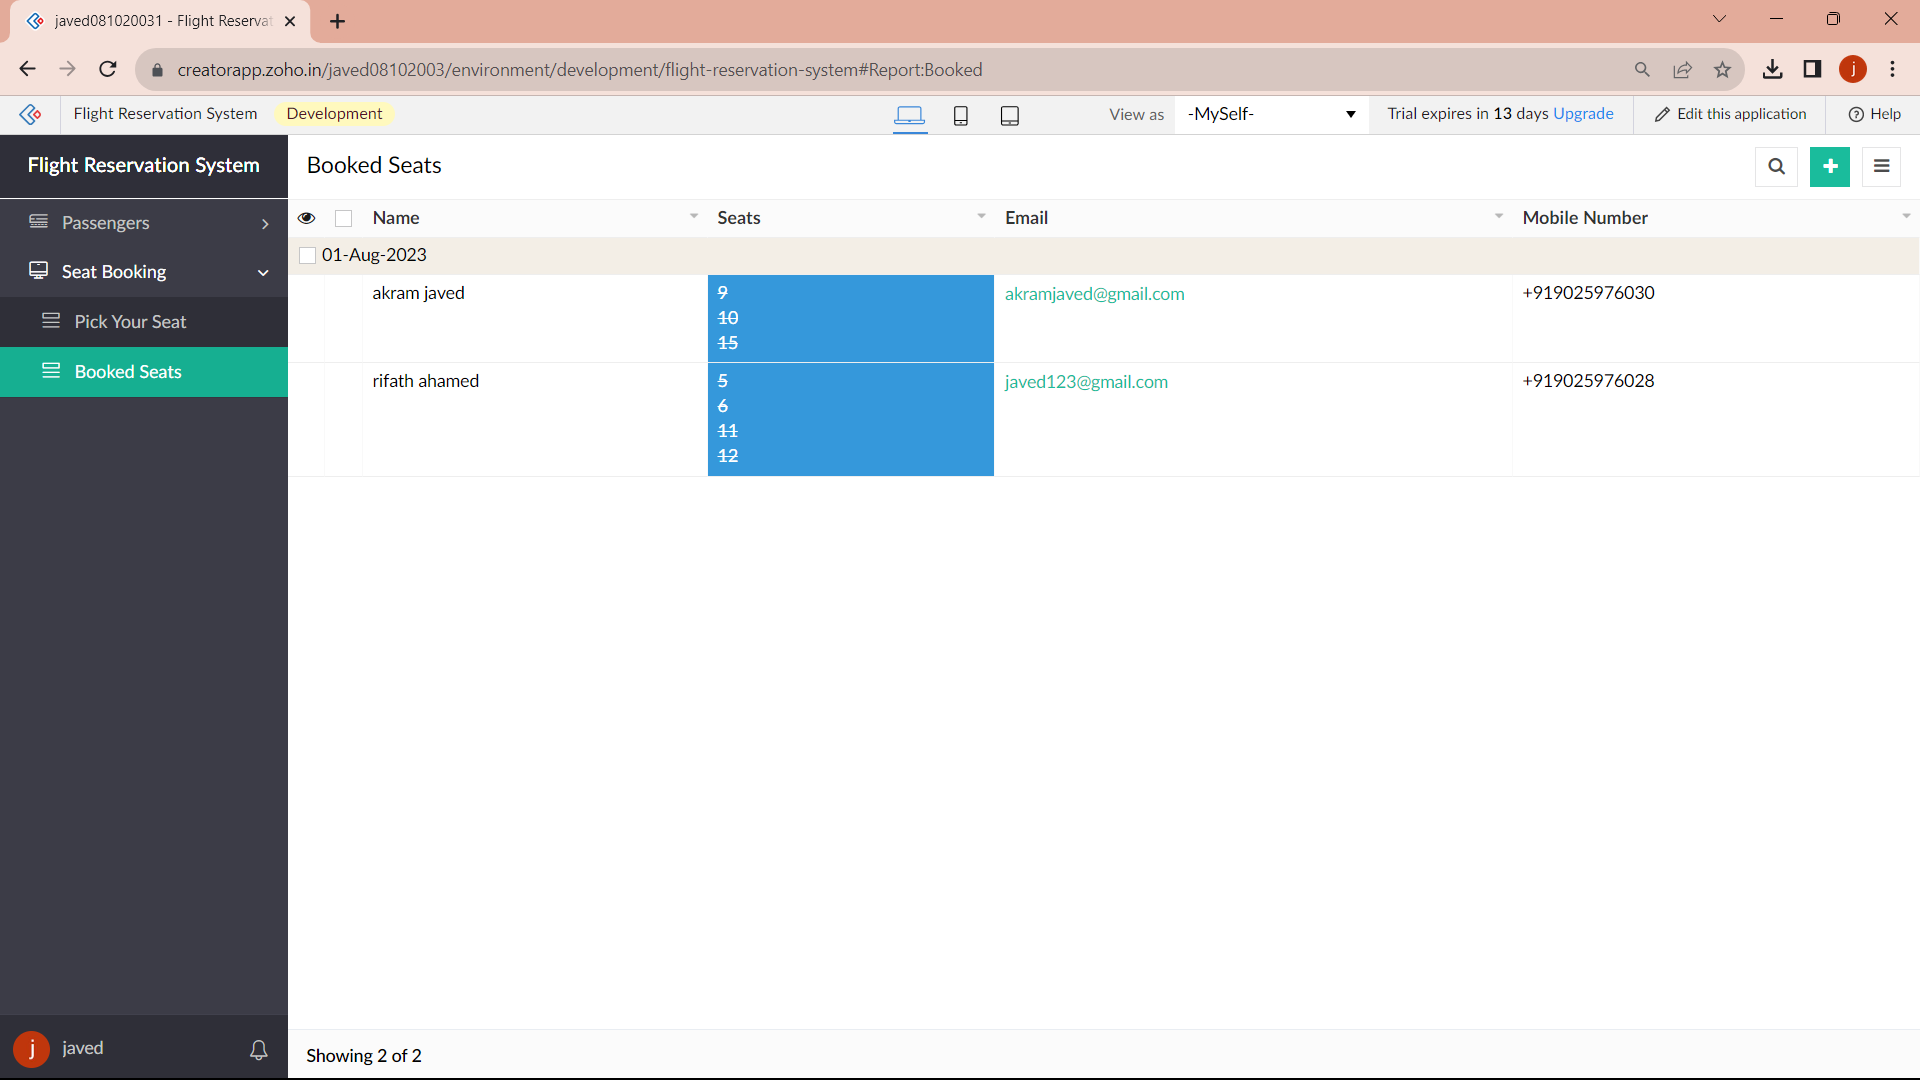 javed081020031 - Flight Reservat
creatorapp.zoho.in/javed08102003/environment/development/flight-reservation-system#Report:Booked
j
Flight Reservation System Development View as -MySelf- Trial expires in 13 days Upgrade Edit this application Help
Flight Reservation System
Passengers
Seat Booking
Pick Your Seat
Booked Seats
Booked Seats
Name Seats Email Mobile Number
01-Aug-2023
akram javed 9 akramjaved@gmail.com +919025976030
10
15
rifath ahamed 5 javed123@gmail.com +919025976028
6
11
12
j javed
Showing 2 of 2